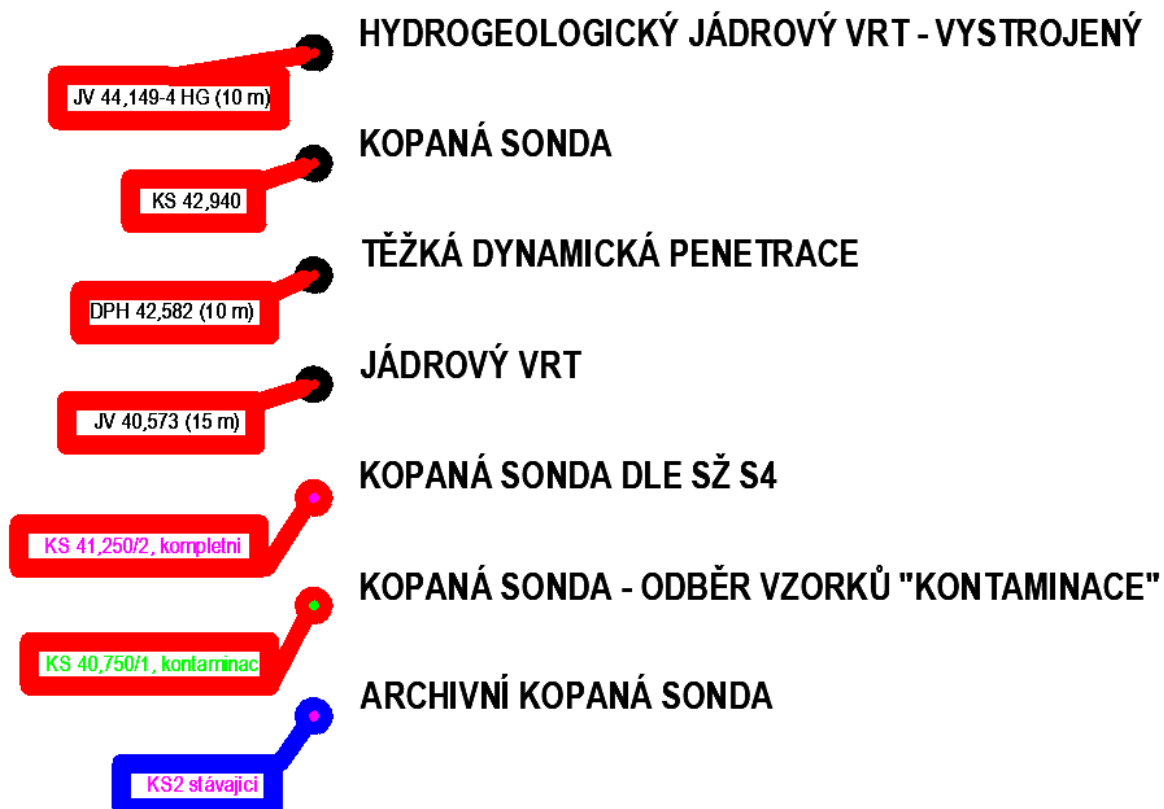 HYDROGEOLOGICKÝ JÁDROVÝ VRT - VYSTROJENÝ
JV 44,149-4 HG (10 m)
KOPANÁ SONDA
KS 42,940
TĚŽKÁ DYNAMICKÁ PENETRACE
DPH 42,582 (10 m)
JÁDROVÝ VRT
JV 40,573 (15 m)
KOPANÁ SONDA DLE SŽ S4
KS 41,250/2, kompletni
KOPANÁ SONDA - ODBĚR VZORKŮ "KONTAMINACE"
KS 40,750/1, kontaminac
ARCHIVNÍ KOPANÁ SONDA
KS2 stávajici